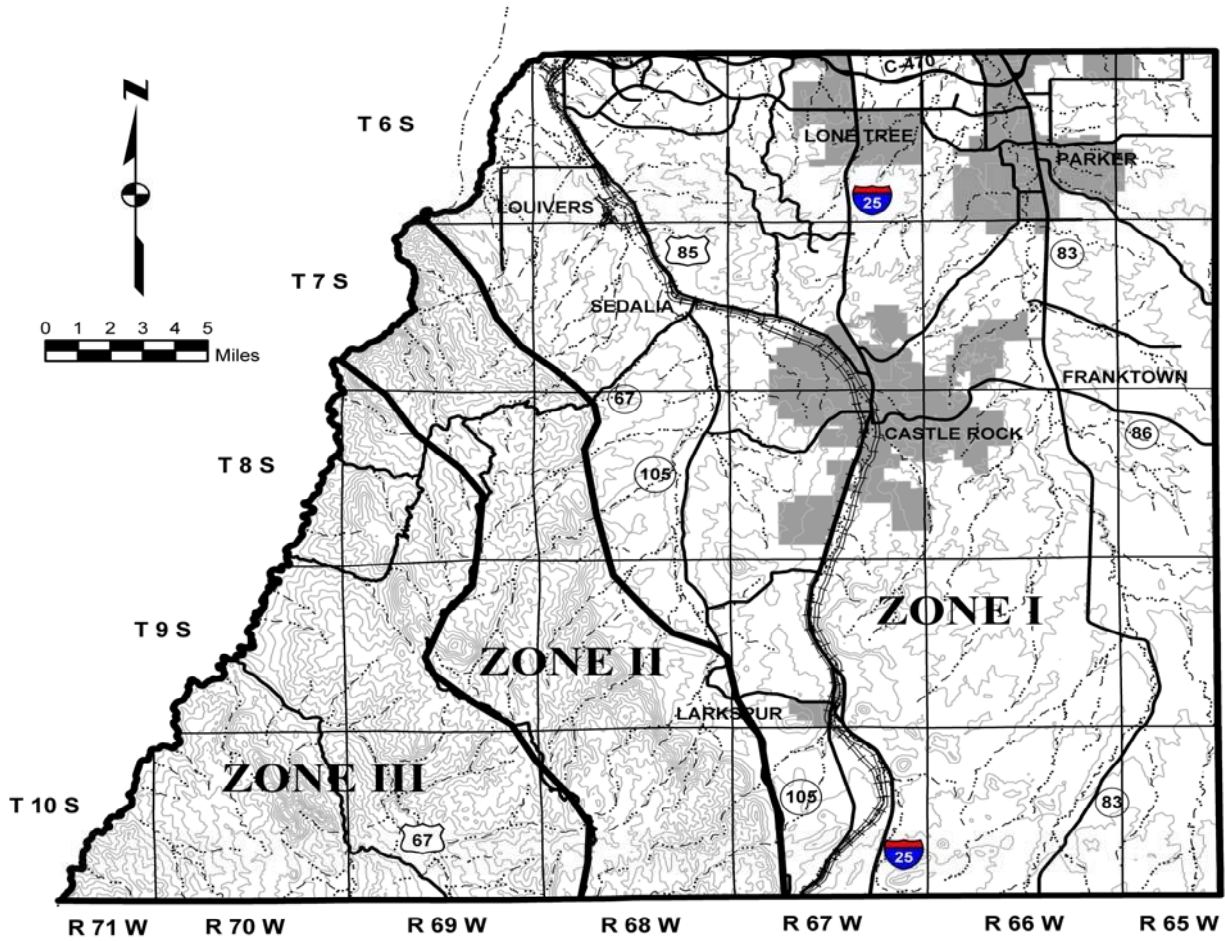 C-470
N
T 6 S
LONE TREE
PARKER
25
LOUIVERS
85
83
T 7 S
SEDALIA
0 1 2 3 4 5
Miles
FRANKTOWN
67
CASTLE ROCK
86
T 8 S
105
ZONE I
T 9 S
ZONE II
LARKSPUR
ZONE III
T 10 S
105
83
67
25
R 71 W R 70 W R 69 W R 68 W R 67 W R 66 W R 65 W